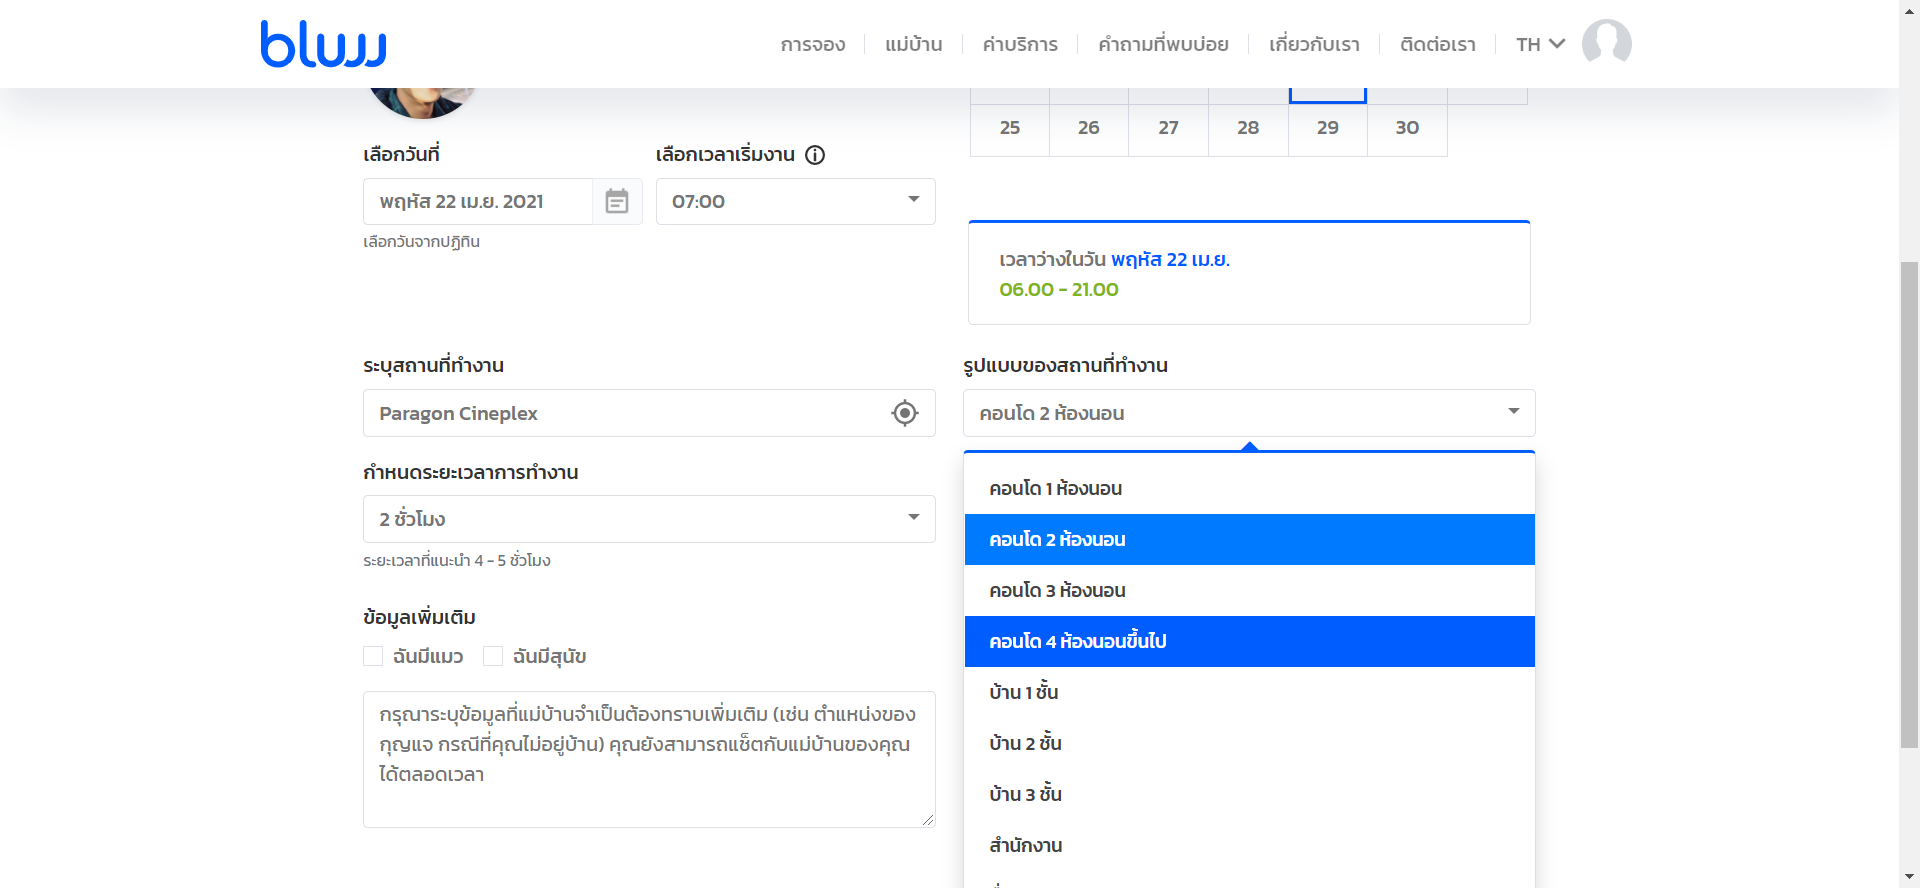 bluuu
การจอง
แม่บ้าน
ค่าบริการ
คำถามที่พบบ่อย
เกี่ยวกับเรา
ติดต่อเรา
TH
25 26 27 28 29 30
เลือกวันที่
เลือกเวลาเริ่มงาน
พฤหัส 22 เม.ย. 2021
07:00
เลือกวันจากปฏิทิน
เวลาว่างในวัน พฤหัส 22 เม.ย.
06.00 - 21.00
ระบุสถานที่ทำงาน
Paragon Cineplex
กำหนดระยะเวลาการทำงาน
2 ชั่วโมง
ระยะเวลาที่แนะนำ 4 - 5 ชั่วโมง
ข้อมูลเพิ่มเติม
ฉันมีแมว
ฉันมีสุนัข
กรุณาระบุข้อมูลที่แม่บ้านจำเป็นต้องทราบเพิ่มเติม (เช่น ตำแหน่งของ
กุญแจ กรณีที่คุณไม่อยู่บ้าน) คุณยังสามารถแช็ตกับแม่บ้านของคุณ
ได้ตลอดเวลา
รูปแบบของสถานที่ทำงาน
คอนโด 2 ห้องนอน
คอนโด 1 ห้องนอน
คอนโด 2 ห้องนอน
คอนโด 3 ห้องนอน
คอนโด 4 ห้องนอนขึ้นไป
บ้าน 1 ชั้น
บ้าน 2 ชั้น
บ้าน 3 ชั้น
สำนักงาน